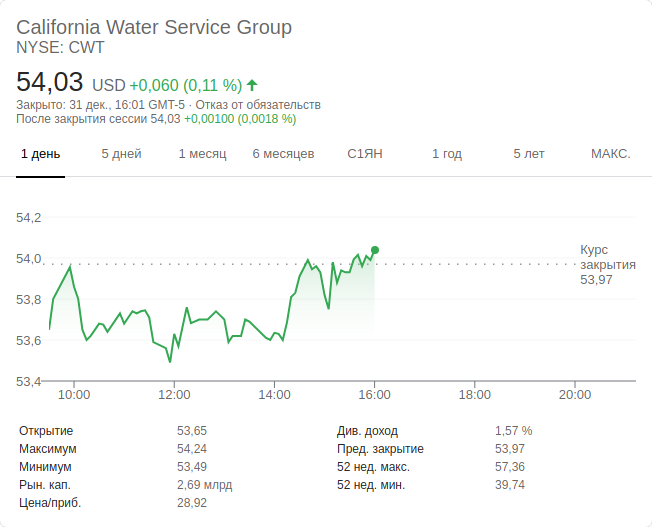 California Water Service Group
NYSE: CWT
54,03 USD +0,060 (0,11 %)
Закрыто: 31 дек., 16:01 GMT-5 · Отказ от обязательств
После закрытия сессии 54,03 +0,00100 (0,0018 %)
1 день 5 дней 1 месяц 6 месяцев С1ЯН 1 год 5 лет МАКС.
54,2
54,0
53,8
53,6
53,4
Курс
закрытия
53,97
10:00 12:00 14:00 16:00 18:00 20:00
Открытие 53,65 Див. доход 1,57 %
Максимум 54,24 Пред. закрытие 53,97
Минимум 53,49 52 нед. макс. 57,36
Рын. кап. 2,69 млрд 52 нед. мин. 39,74
Цена/приб. 28,92